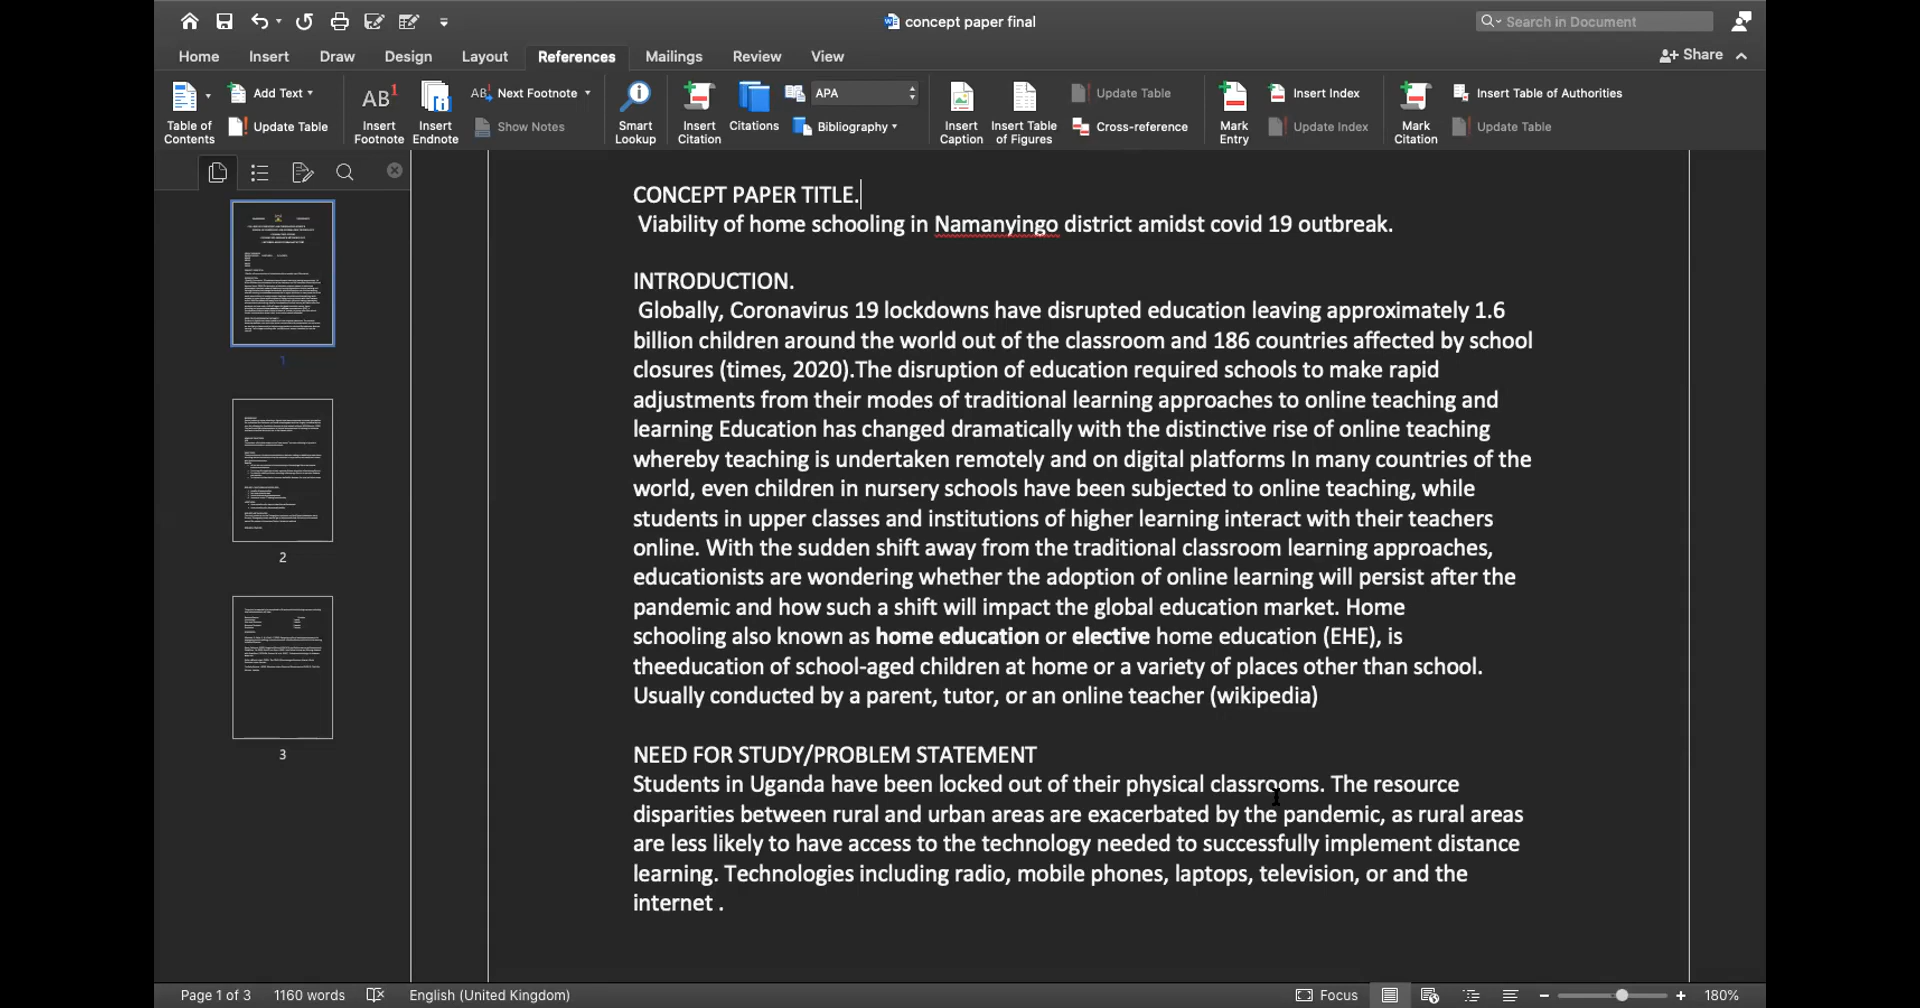 concept paper final
Search in Document
Home Insert Draw Design Layout References Mailings Review View
Share
Table of Contents
Add Text
Update Table
AB1 Insert Footnote
Insert Endnote
AB1 Next Footnote
Show Notes
Smart Lookup
Insert Citation
Citations
APA
Bibliography
Insert Caption
Insert Table of Figures
Update Table
Cross-reference
Mark Entry
Insert Index
Update Index
Mark Citation
Insert Table of Authorities
Update Table
1
2
3
CONCEPT PAPER TITLE.
Viability of home schooling in Namanyingo district amidst covid 19 outbreak.
INTRODUCTION.
Globally, Coronavirus 19 lockdowns have disrupted education leaving approximately 1.6
billion children around the world out of the classroom and 186 countries affected by school
closures (times, 2020).The disruption of education required schools to make rapid
adjustments from their modes of traditional learning approaches to online teaching and
learning Education has changed dramatically with the distinctive rise of online teaching
whereby teaching is undertaken remotely and on digital platforms In many countries of the
world, even children in nursery schools have been subjected to online teaching, while
students in upper classes and institutions of higher learning interact with their teachers
online. With the sudden shift away from the traditional classroom learning approaches,
educationists are wondering whether the adoption of online learning will persist after the
pandemic and how such a shift will impact the global education market. Home
schooling also known as home education or elective home education (EHE), is
theeducation of school-aged children at home or a variety of places other than school.
Usually conducted by a parent, tutor, or an online teacher (wikipedia)
NEED FOR STUDY/PROBLEM STATEMENT
Students in Uganda have been locked out of their physical classrooms. The resource
disparities between rural and urban areas are exacerbated by the pandemic, as rural areas
are less likely to have access to the technology needed to successfully implement distance
learning. Technologies including radio, mobile phones, laptops, television, or and the
internet .
Page 1 of 3 1160 words English (United Kingdom) Focus 180%